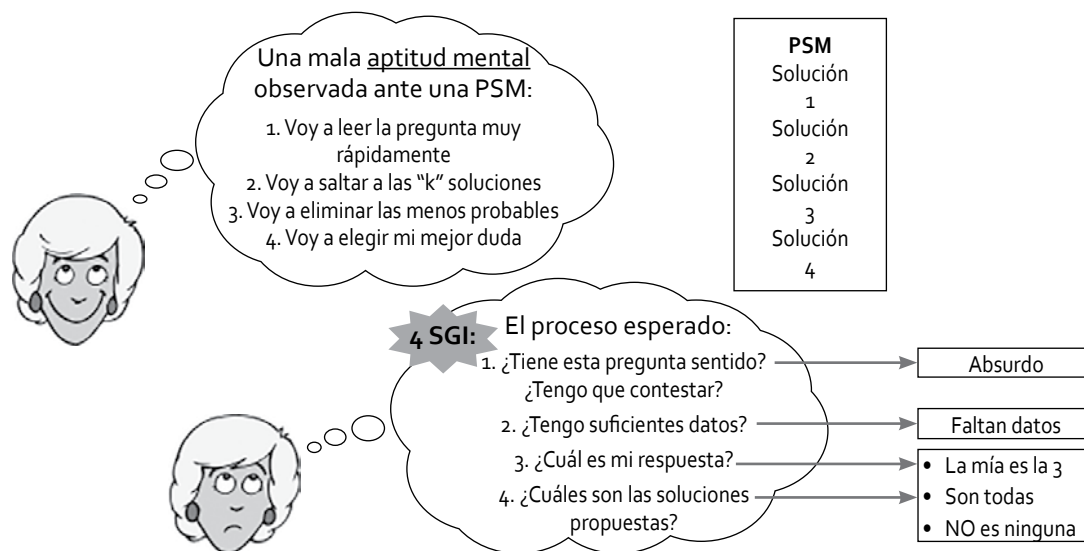 Una mala aptitud mental
observada ante una PSM:
1. Voy a leer la pregunta muy
rápidamente
2. Voy a saltar a las “k” soluciones
3. Voy a eliminar las menos probables
4. Voy a elegir mi mejor duda
PSM
Solución
1
Solución
2
Solución
3
Solución
4
4 SGI:
El proceso esperado:
1. ¿Tiene esta pregunta sentido?
¿Tengo que contestar?
2. ¿Tengo suficientes datos?
3. ¿Cuál es mi respuesta?
4. ¿Cuáles son las soluciones
propuestas?
Absurdo
Faltan datos
• La mía es la 3
• Son todas
• NO es ninguna